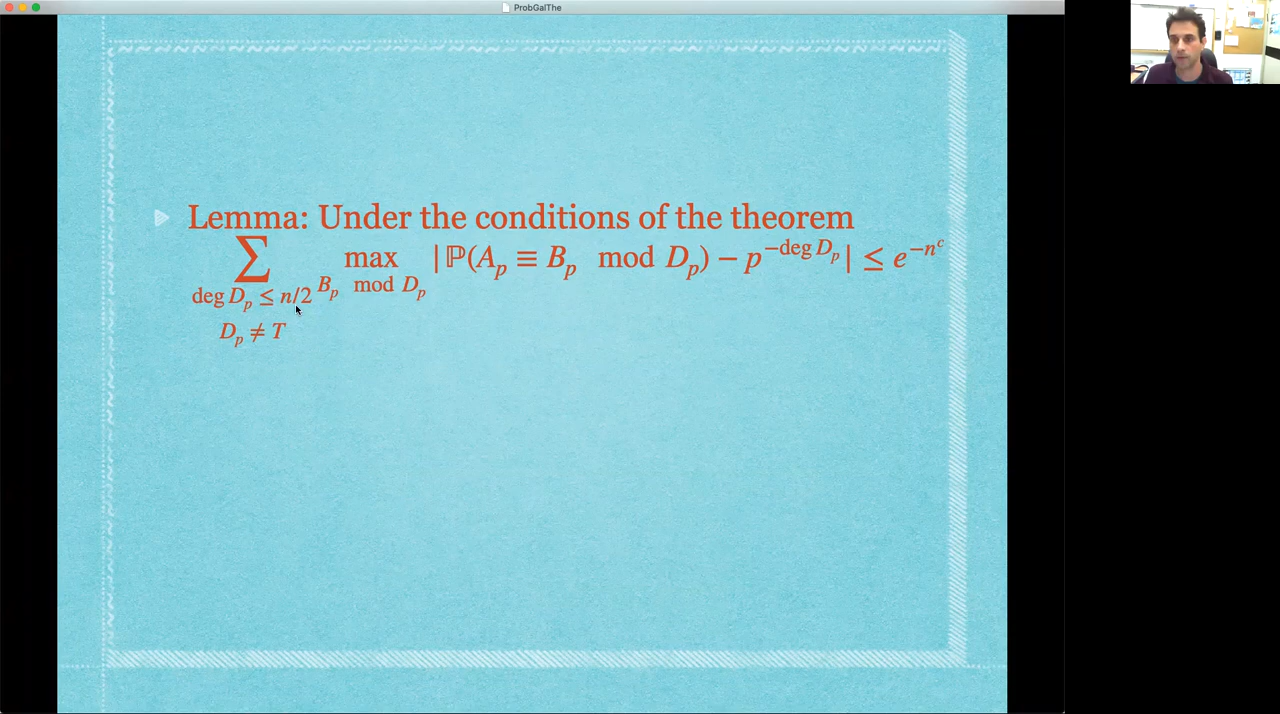 ProbGalThe
Lemma: Under the conditions of the theorem
∑ max |ℙ(A_p ≡ B_p mod D_p) − p^{−deg D_p}| ≤ e^{−n^c}
deg D_p ≤ n/2 B_p mod D_p
D_p ≠ T